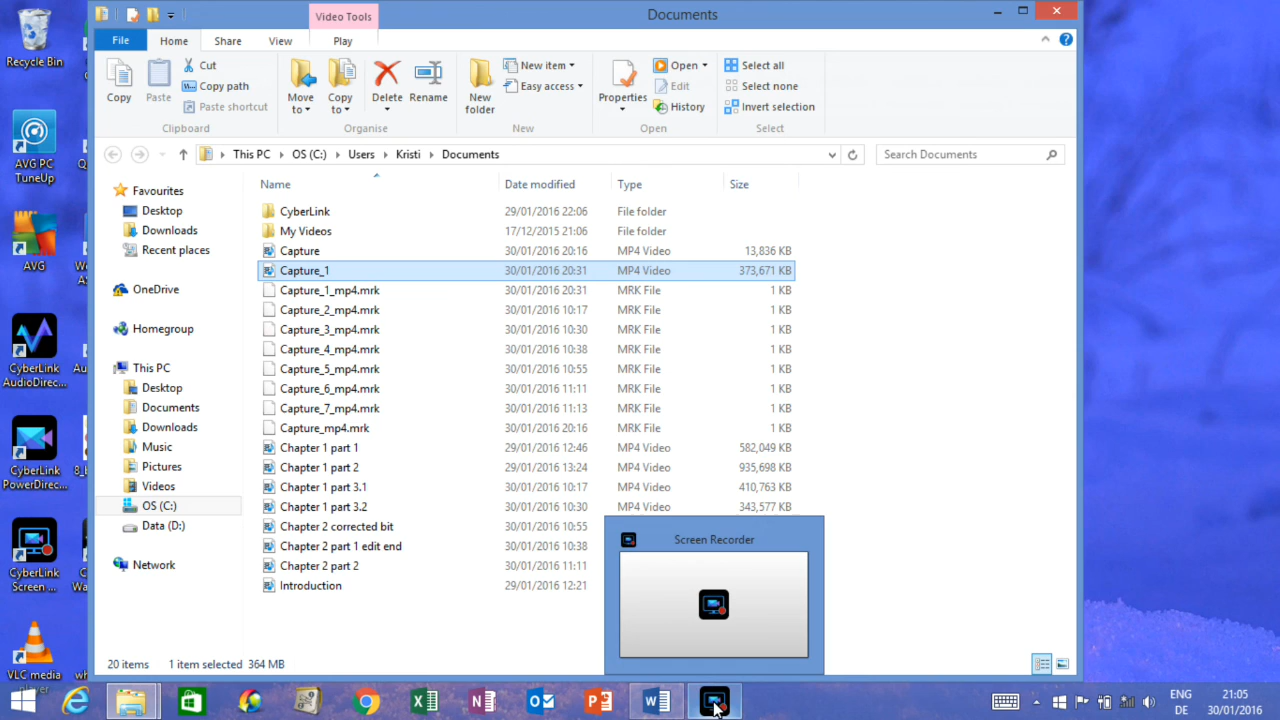 Video Tools
Documents
File
Home
Share
View
Play
Copy
Paste
Cut
Copy path
Paste shortcut
Clipboard
Move to
Copy to
Delete
Rename
Organise
New folder
New item
Easy access
New
Properties
Open
Edit
History
Open
Select all
Select none
Invert selection
Select
This PC
OS (C:)
Users
Kristi
Documents
Search Documents
Name
Date modified
Type
Size
CyberLink 29/01/2016 22:06 File folder
My Videos 17/12/2015 21:06 File folder
Capture 30/01/2016 20:16 MP4 Video 13,836 KB
Capture_1 30/01/2016 20:31 MP4 Video 373,671 KB
Capture_1_mp4.mrk 30/01/2016 20:31 MRK File 1 KB
Capture_2_mp4.mrk 30/01/2016 10:17 MRK File 1 KB
Capture_3_mp4.mrk 30/01/2016 10:30 MRK File 1 KB
Capture_4_mp4.mrk 30/01/2016 10:38 MRK File 1 KB
Capture_5_mp4.mrk 30/01/2016 10:55 MRK File 1 KB
Capture_6_mp4.mrk 30/01/2016 11:11 MRK File 1 KB
Capture_7_mp4.mrk 30/01/2016 11:13 MRK File 1 KB
Capture_mp4.mrk 30/01/2016 20:16 MRK File 1 KB
Chapter 1 part 1 29/01/2016 12:46 MP4 Video 582,049 KB
Chapter 1 part 2 29/01/2016 13:24 MP4 Video 935,698 KB
Chapter 1 part 3.1 30/01/2016 10:17 MP4 Video 410,763 KB
Chapter 1 part 3.2 30/01/2016 10:30 MP4 Video 343,577 KB
Chapter 2 corrected bit 30/01/2016 10:55
Chapter 2 part 1 edit end 30/01/2016 10:38
Chapter 2 part 2 30/01/2016 11:11
Introduction 29/01/2016 12:21
Favourites
Desktop
Downloads
Recent places
OneDrive
Homegroup
This PC
Desktop
Documents
Downloads
Music
Pictures
Videos
OS (C:)
Data (D:)
Network
Screen Recorder
20 items
1 item selected
364 MB
Recycle Bin
AVG PC
TuneUp
AVG
CyberLink
AudioDirec...
CyberLink
PowerDirec...
CyberLink
Screen ...
VLC media
player
ENG
DE
21:05
30/01/2016